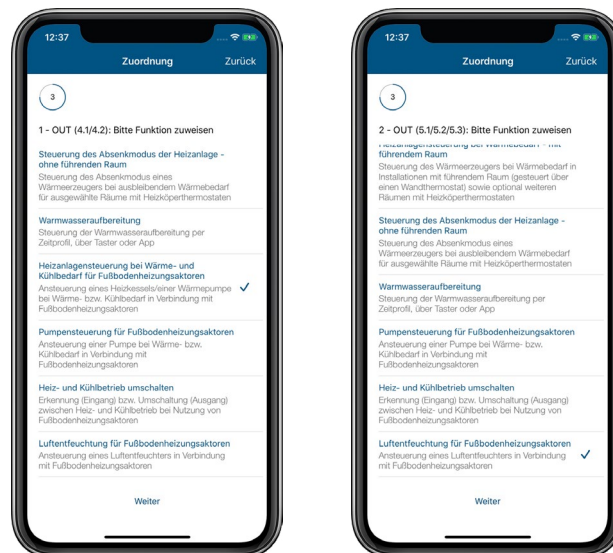 12:37
Zuordnung Zurück
3
1 - OUT (4.1/4.2): Bitte Funktion zuweisen
Steuerung des Absenkmodus der Heizanlage -
ohne führenden Raum
Steuerung des Absenkmodus eines
Wärmeerzeugers bei ausbleibendem Wärmebedarf
für ausgewählte Räume mit Heizkörperthermostaten
Warmwasseraufbereitung
Steuerung der Warmwasseraufbereitung per
Zeitprofil, über Taster oder App
Heizanlagensteuerung bei Wärme- und
Kühlbedarf für Fußbodenheizungsaktoren
Ansteuerung eines Heizkessels/einer Wärmepumpe
bei Wärme- bzw. Kühlbedarf in Verbindung mit
Fußbodenheizungsaktoren
Pumpensteuerung für Fußbodenheizungsaktoren
Ansteuerung einer Pumpe bei Wärme- bzw.
Kühlbedarf in Verbindung mit
Fußbodenheizungsaktoren
Heiz- und Kühlbetrieb umschalten
Erkennung (Eingang) bzw. Umschaltung (Ausgang)
zwischen Heiz- und Kühlbetrieb bei Nutzung von
Fußbodenheizungsaktoren
Luftentfeuchtung für Fußbodenheizungsaktoren
Ansteuerung eines Luftentfeuchters in Verbindung
mit Fußbodenheizungsaktoren
Weiter
12:37
Zuordnung Zurück
3
2 - OUT (5.1/5.2/5.3): Bitte Funktion zuweisen
Heizanlagensteuerung bei Wärmebedarf - mit
führendem Raum
Steuerung des Wärmeerzeugers bei Wärmebedarf in
Installationen mit führendem Raum (gesteuert über
einen Wandthermostat) sowie optional weiteren
Räumen mit Heizkörperthermostaten
Steuerung des Absenkmodus der Heizanlage -
ohne führenden Raum
Steuerung des Absenkmodus eines
Wärmeerzeugers bei ausbleibendem Wärmebedarf
für ausgewählte Räume mit Heizkörperthermostaten
Warmwasseraufbereitung
Steuerung der Warmwasseraufbereitung per
Zeitprofil, über Taster oder App
Pumpensteuerung für Fußbodenheizungsaktoren
Ansteuerung einer Pumpe bei Wärme- bzw.
Kühlbedarf in Verbindung mit
Fußbodenheizungsaktoren
Heiz- und Kühlbetrieb umschalten
Erkennung (Eingang) bzw. Umschaltung (Ausgang)
zwischen Heiz- und Kühlbetrieb bei Nutzung von
Fußbodenheizungsaktoren
Luftentfeuchtung für Fußbodenheizungsaktoren
Ansteuerung eines Luftentfeuchters in Verbindung
mit Fußbodenheizungsaktoren
Weiter